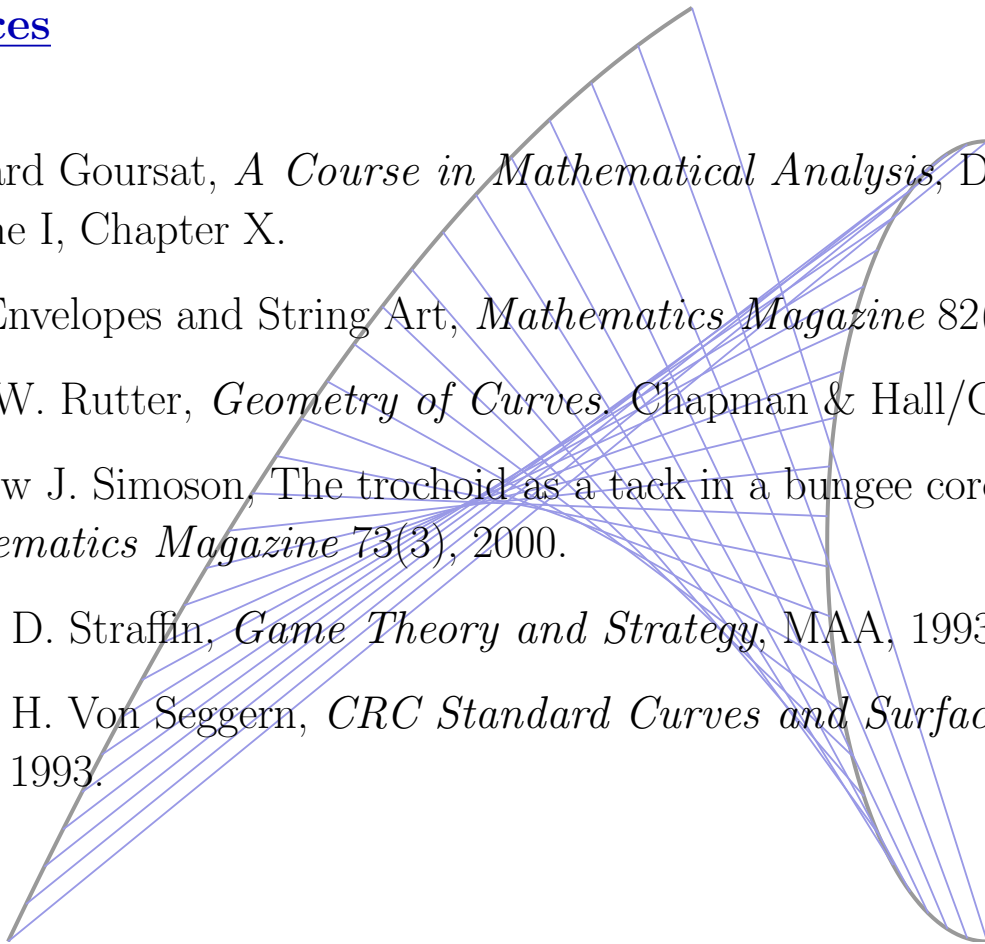 ces
ard Goursat, A Course in Mathematical Analysis, D
ne I, Chapter X.
Envelopes and String Art, Mathematics Magazine 82(
W. Rutter, Geometry of Curves. Chapman & Hall/C
w J. Simoson, The trochoid as a tack in a bungee cord
ematics Magazine 73(3), 2000.
D. Straffin, Game Theory and Strategy, MAA, 1993
H. Von Seggern, CRC Standard Curves and Surfac
1993.